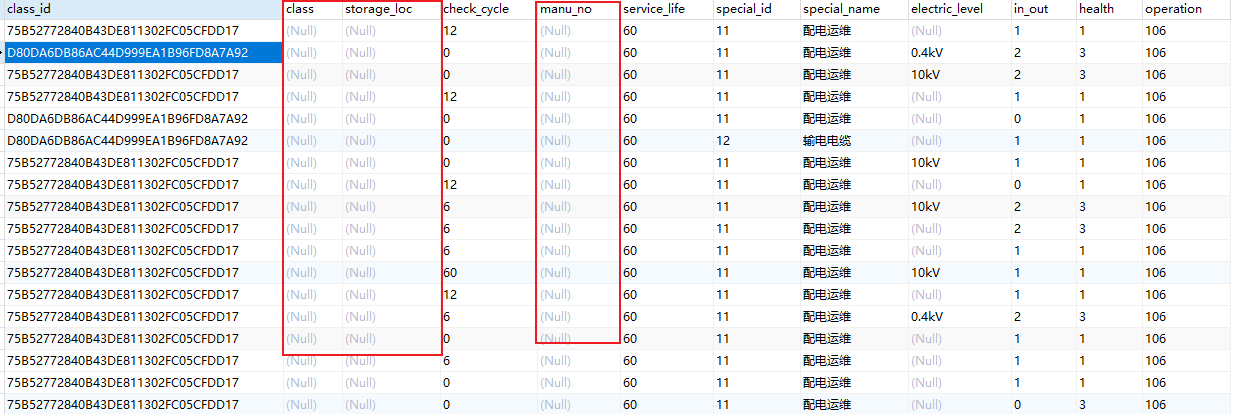 class_id class storage_loc check_cycle manu_no service_life special_id special_name electric_level in_out health operation
75B52772840B43DE811302FC05CFDD17 (Null) (Null) 12 (Null) 60 11 配电运维 (Null) 1 1 106
D80DA6DB86AC44D999EA1B96FD8A7A92 (Null) (Null) 0 (Null) 60 11 配电运维 0.4kV 2 3 106
75B52772840B43DE811302FC05CFDD17 (Null) (Null) 0 (Null) 60 11 配电运维 10kV 2 3 106
75B52772840B43DE811302FC05CFDD17 (Null) (Null) 12 (Null) 60 11 配电运维 (Null) 1 1 106
D80DA6DB86AC44D999EA1B96FD8A7A92 (Null) (Null) 0 (Null) 60 11 配电运维 (Null) 0 1 106
D80DA6DB86AC44D999EA1B96FD8A7A92 (Null) (Null) 0 (Null) 60 12 输电电缆 (Null) 1 1 106
75B52772840B43DE811302FC05CFDD17 (Null) (Null) 0 (Null) 60 11 配电运维 10kV 1 1 106
75B52772840B43DE811302FC05CFDD17 (Null) (Null) 12 (Null) 60 11 配电运维 (Null) 0 1 106
75B52772840B43DE811302FC05CFDD17 (Null) (Null) 6 (Null) 60 11 配电运维 10kV 2 3 106
75B52772840B43DE811302FC05CFDD17 (Null) (Null) 6 (Null) 60 11 配电运维 (Null) 2 3 106
75B52772840B43DE811302FC05CFDD17 (Null) (Null) 6 (Null) 60 11 配电运维 (Null) 1 1 106
75B52772840B43DE811302FC05CFDD17 (Null) (Null) 60 (Null) 60 11 配电运维 10kV 1 1 106
75B52772840B43DE811302FC05CFDD17 (Null) (Null) 12 (Null) 60 11 配电运维 (Null) 1 1 106
75B52772840B43DE811302FC05CFDD17 (Null) (Null) 6 (Null) 60 11 配电运维 0.4kV 2 3 106
75B52772840B43DE811302FC05CFDD17 (Null) (Null) 0 (Null) 60 11 配电运维 (Null) 1 1 106
75B52772840B43DE811302FC05CFDD17 (Null) (Null) 6 (Null) 60 11 配电运维 (Null) 1 1 106
75B52772840B43DE811302FC05CFDD17 (Null) (Null) 0 (Null) 60 11 配电运维 (Null) 1 1 106
75B52772840B43DE811302FC05CFDD17 (Null) (Null) 0 (Null) 60 11 配电运维 (Null) 0 3 106